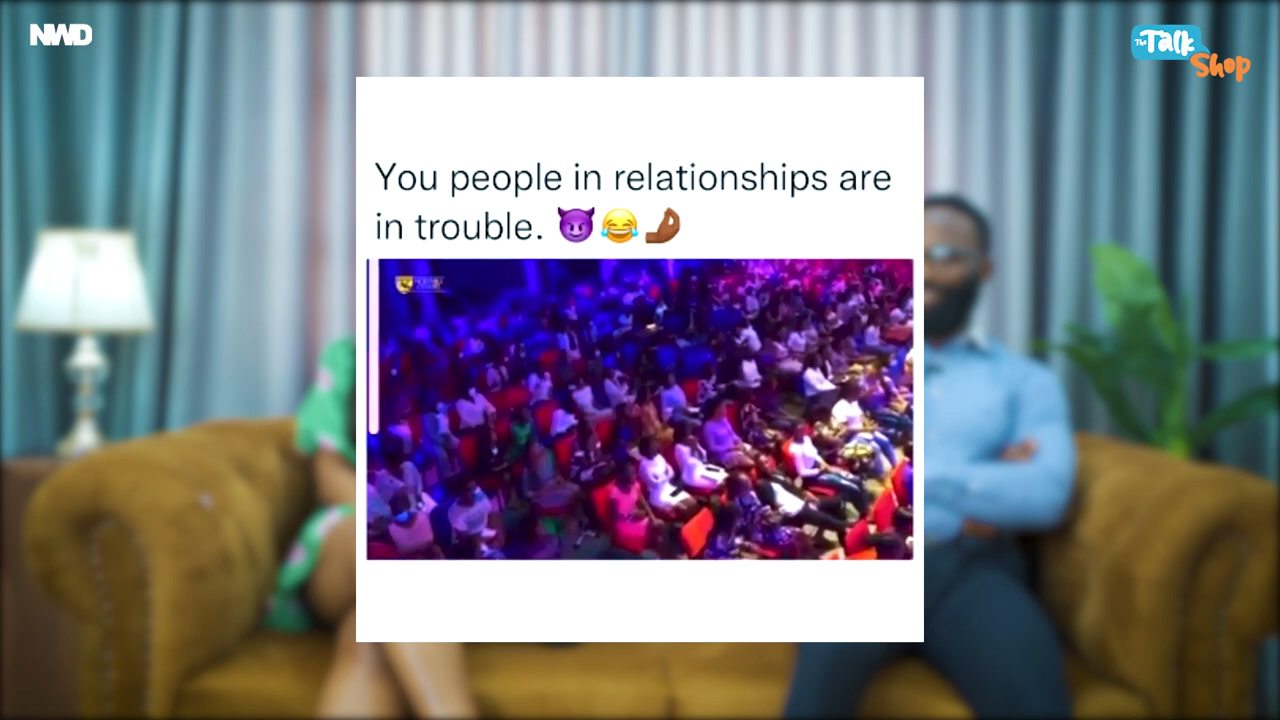 NWD
The Talk
Shop
You people in relationships are
in trouble. 😈😂🤌🏾